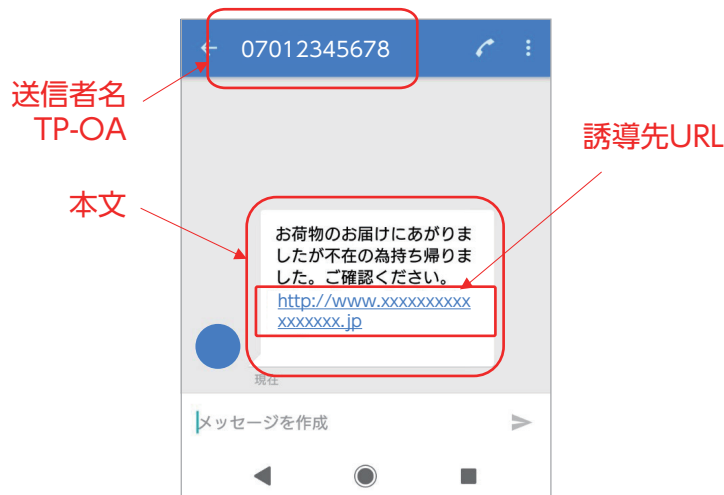 07012345678
送信者名
TP-OA
誘導先URL
本文
お荷物のお届けにあがりま
したが不在の為持ち帰りま
した。ご確認ください。
http://www.xxxxxxxxxx
xxxxxxx.jp
現在
メッセージを作成